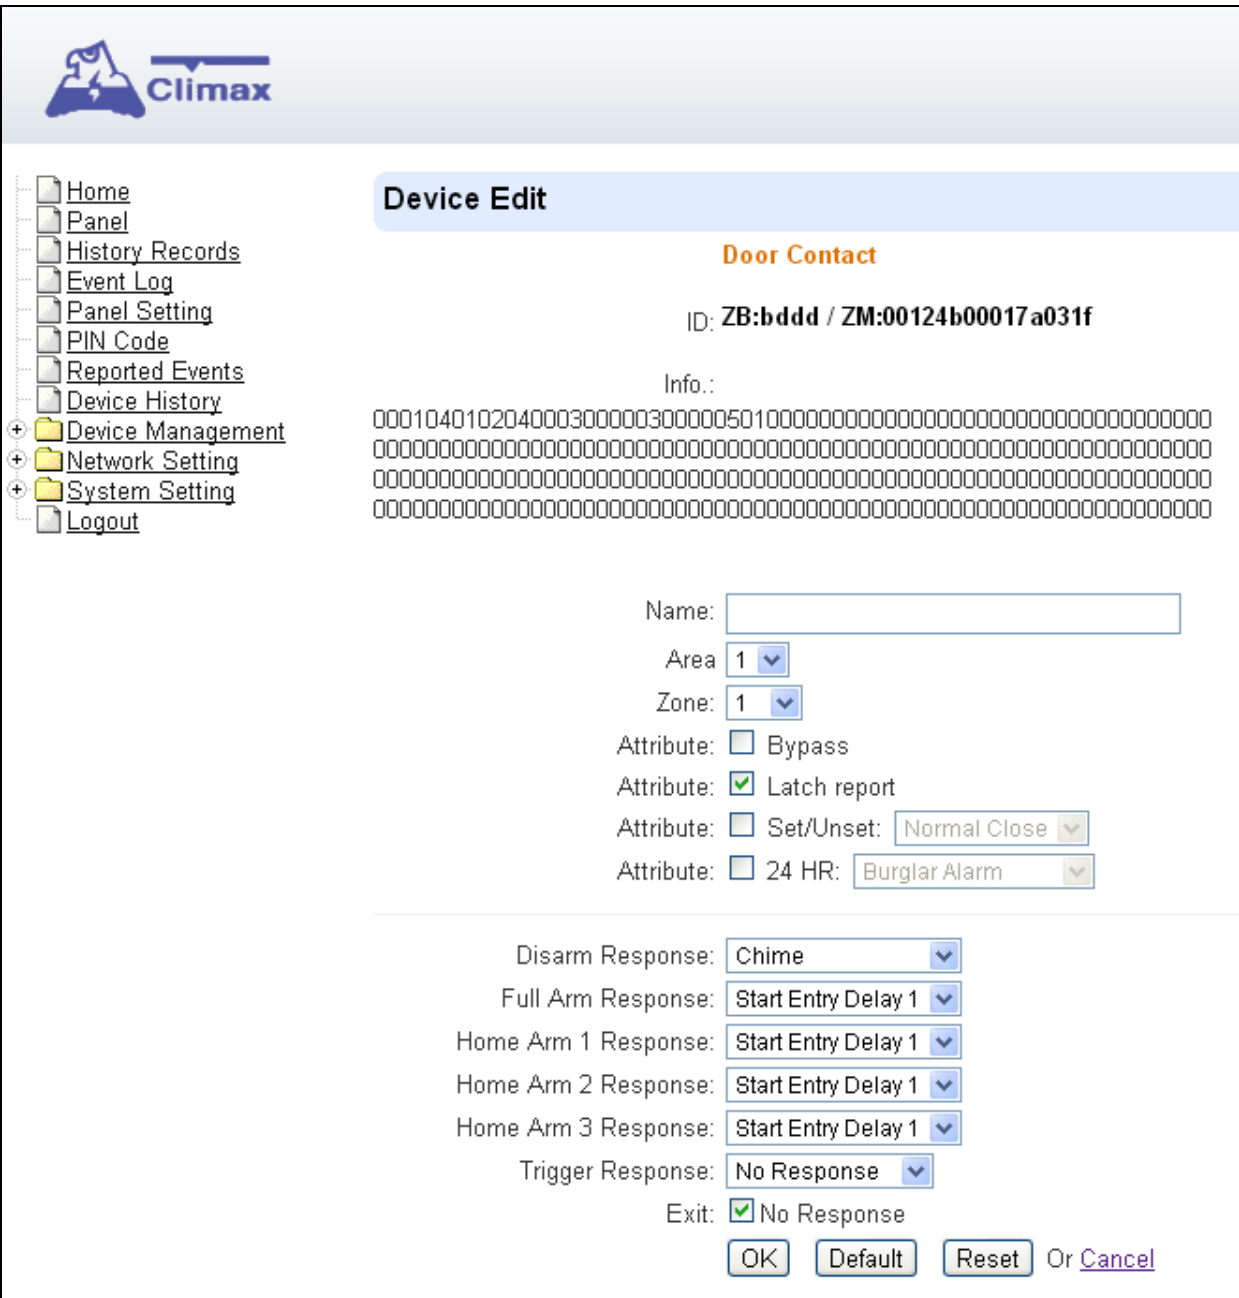 Climax
Home
Panel
History Records
Event Log
Panel Setting
PIN Code
Reported Events
Device History
Device Management
Network Setting
System Setting
Logout
Device Edit
Door Contact
ID: ZB:bddd / ZM:00124b00017a031f
Info.:
0001040102040003000003000005010000000000000000000000000000000000
0000000000000000000000000000000000000000000000000000000000000000
0000000000000000000000000000000000000000000000000000000000000000
0000000000000000000000000000000000000000000000000000000000000000
Name:
Area 1
Zone: 1
Attribute: Bypass
Attribute: Latch report
Attribute: Set/Unset: Normal Close
Attribute: 24 HR: Burglar Alarm
Disarm Response: Chime
Full Arm Response: Start Entry Delay 1
Home Arm 1 Response: Start Entry Delay 1
Home Arm 2 Response: Start Entry Delay 1
Home Arm 3 Response: Start Entry Delay 1
Trigger Response: No Response
Exit: No Response
OK Default Reset Or Cancel